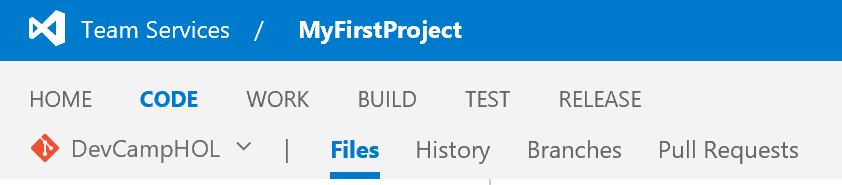 Team Services / MyFirstProject
HOME CODE WORK BUILD TEST RELEASE
DevCampHOL | Files History Branches Pull Requests